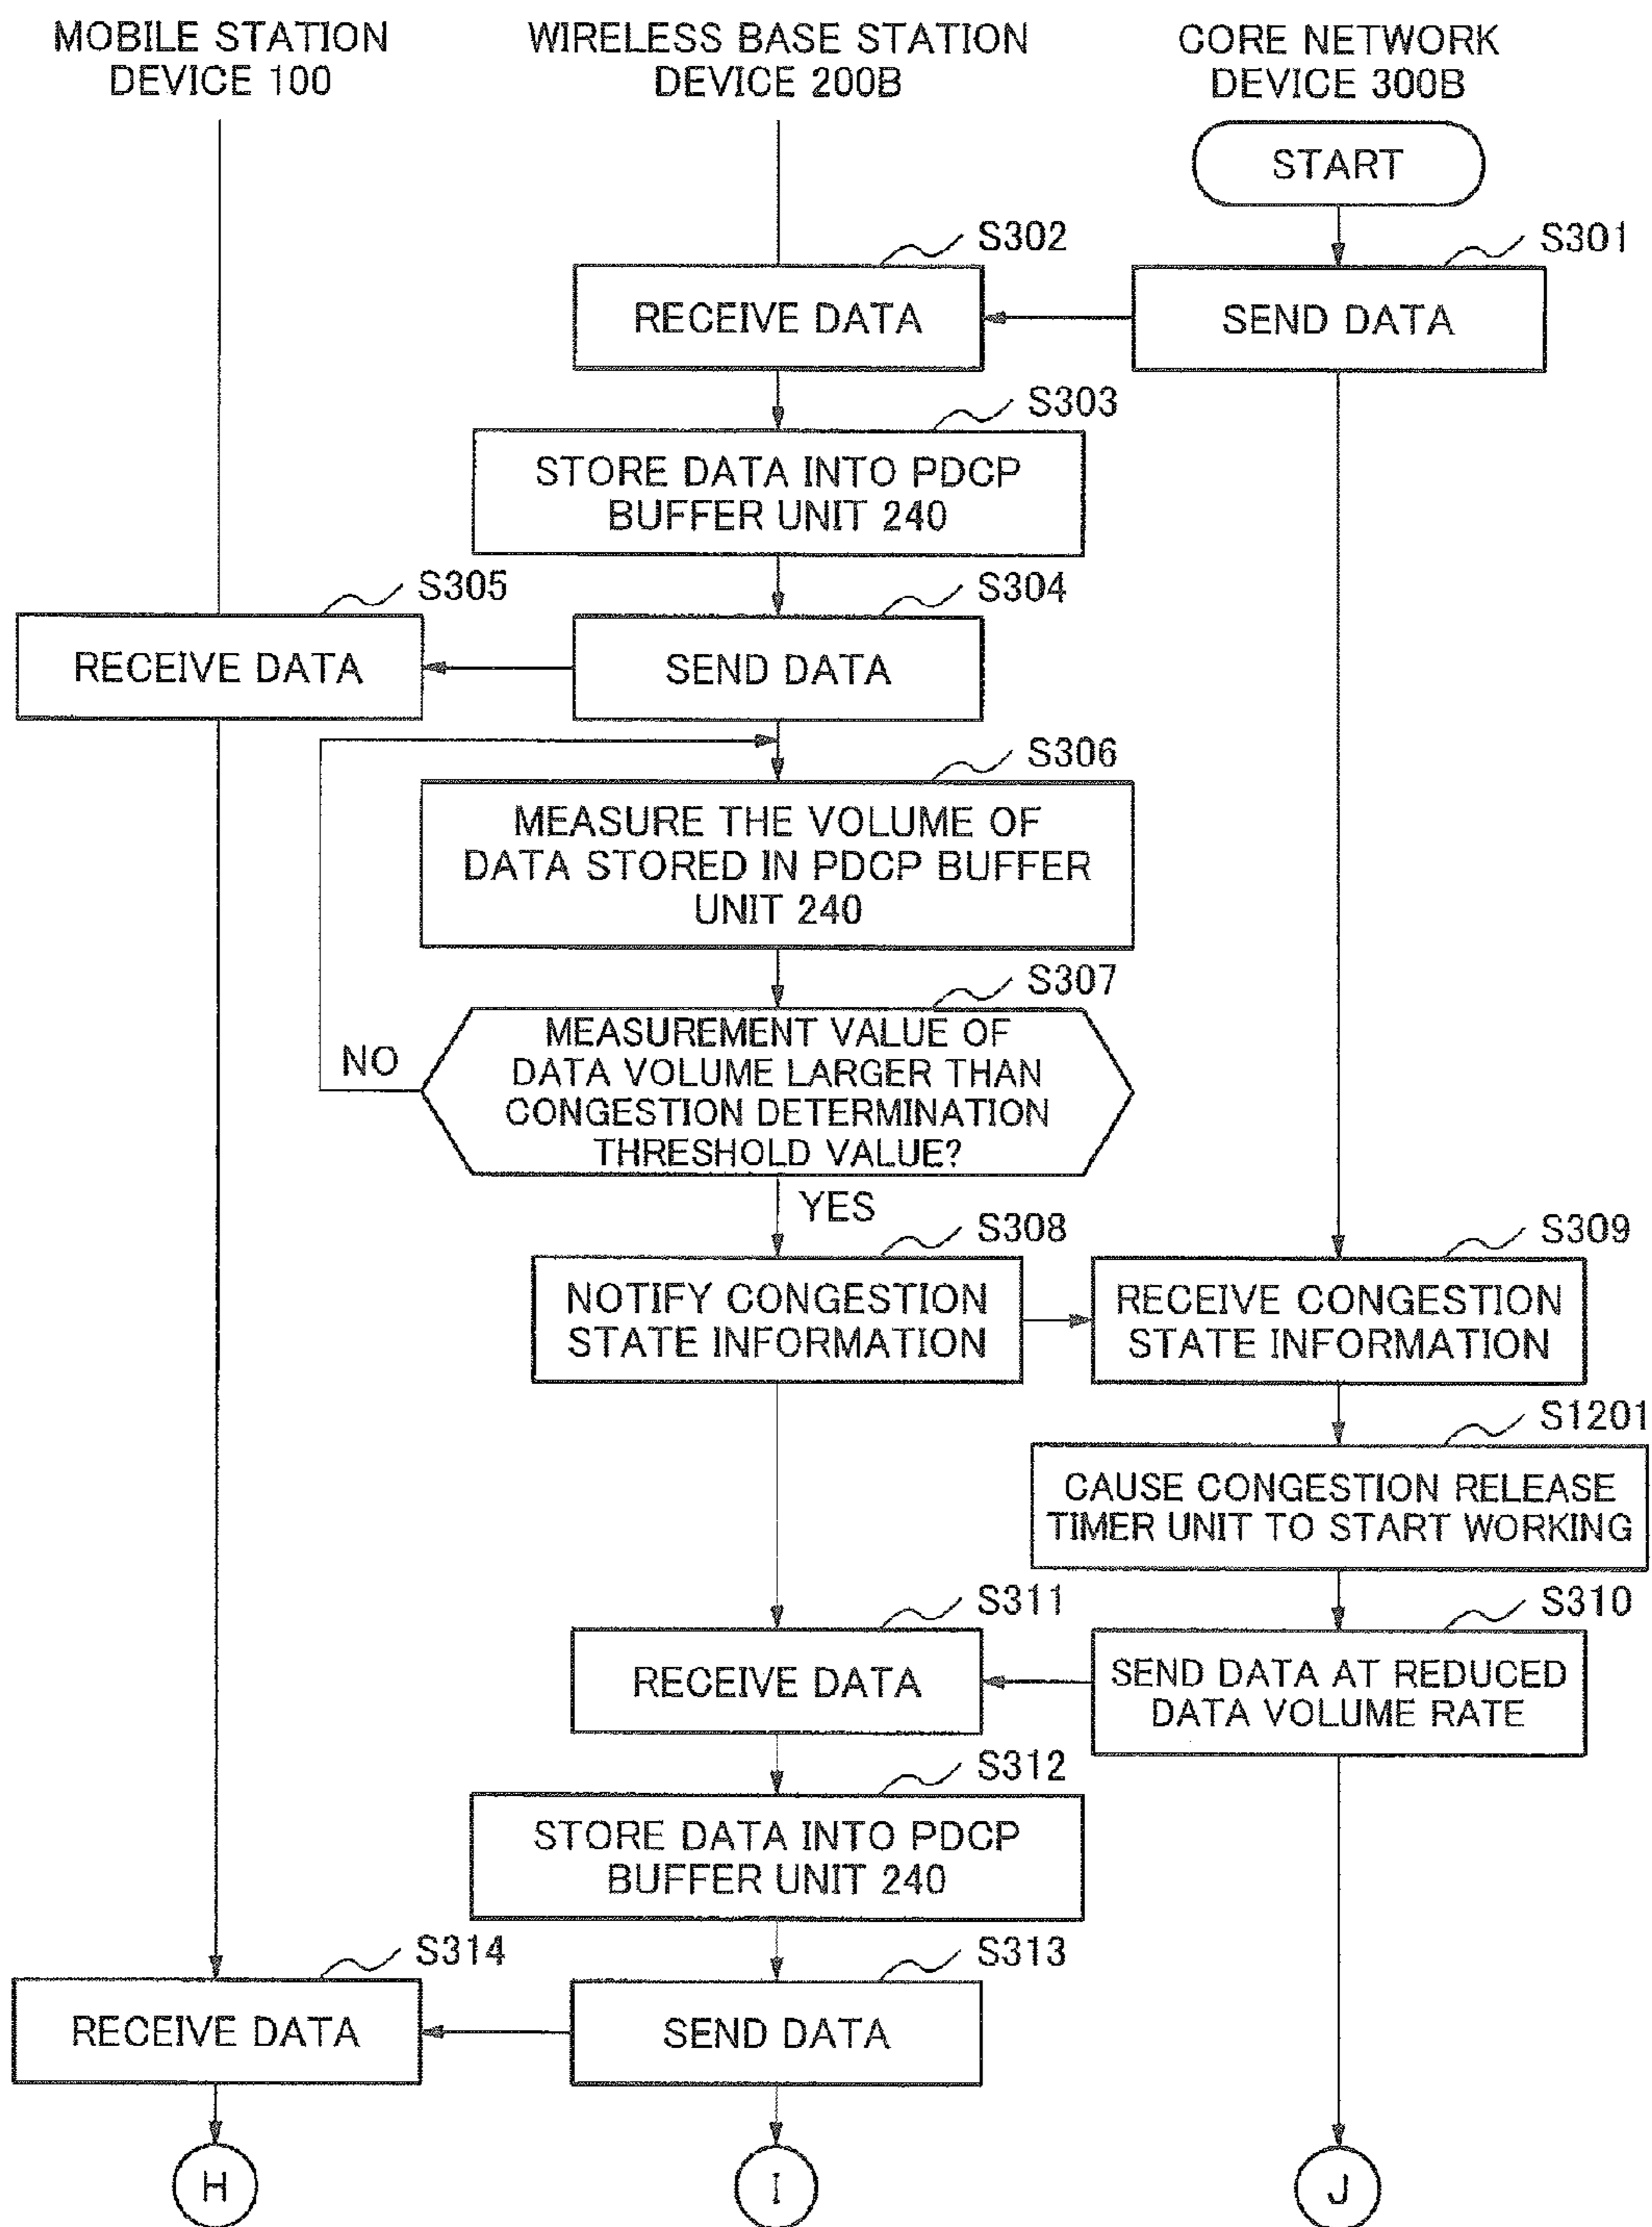 MOBILE STATION
DEVICE 100
WIRELESS BASE STATION
DEVICE 200B
CORE NETWORK
DEVICE 300B
START
S302
S301
RECEIVE DATA
SEND DATA
S303
STORE DATA INTO PDCP
BUFFER UNIT 240
S305
S304
RECEIVE DATA
SEND DATA
S306
MEASURE THE VOLUME OF
DATA STORED IN PDCP BUFFER
UNIT 240
S307
NO
MEASUREMENT VALUE OF
DATA VOLUME LARGER THAN
CONGESTION DETERMINATION
THRESHOLD VALUE?
YES
S308
S309
NOTIFY CONGESTION
STATE INFORMATION
RECEIVE CONGESTION
STATE INFORMATION
S1201
CAUSE CONGESTION RELEASE
TIMER UNIT TO START WORKING
S311
S310
RECEIVE DATA
SEND DATA AT REDUCED
DATA VOLUME RATE
S312
STORE DATA INTO PDCP
BUFFER UNIT 240
S314
S313
RECEIVE DATA
SEND DATA
H
I
J